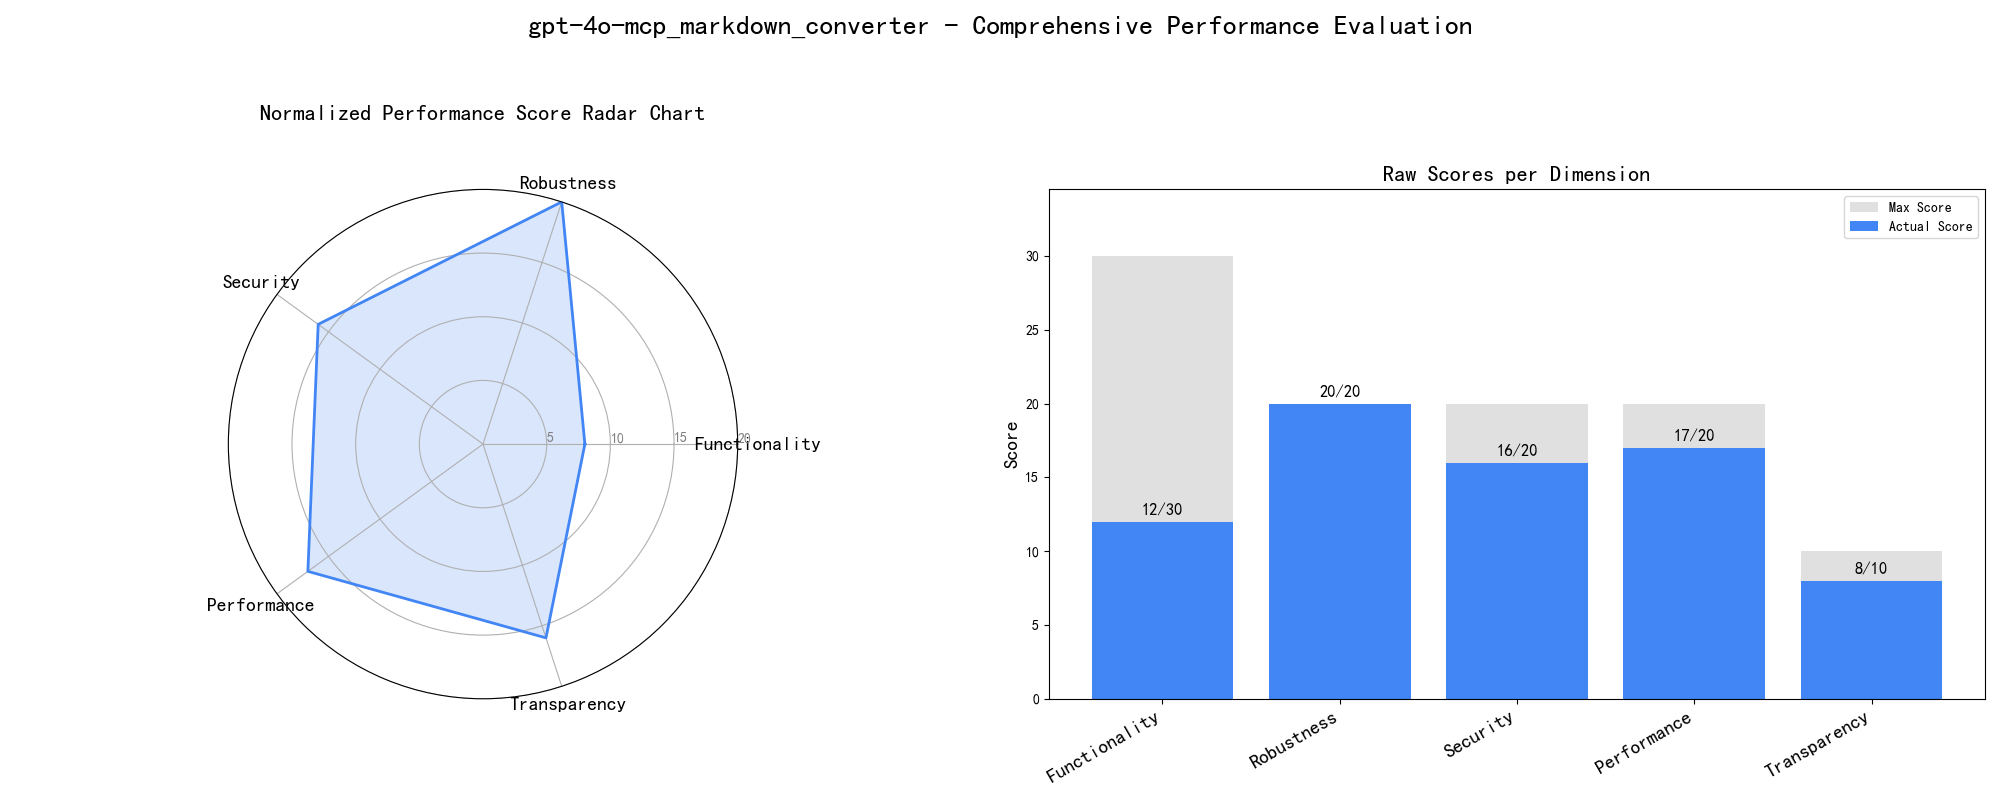 gpt-4o-mcp_markdown_converter - Comprehensive Performance Evaluation
Normalized Performance Score Radar Chart
Robustness
Security
Functionality
5
10
15
20
Performance
Transparency
Raw Scores per Dimension
Max Score
Actual Score
Score
30
25
20
15
10
5
0
12/30
20/20
16/20
17/20
8/10
Functionality
Robustness
Security
Performance
Transparency